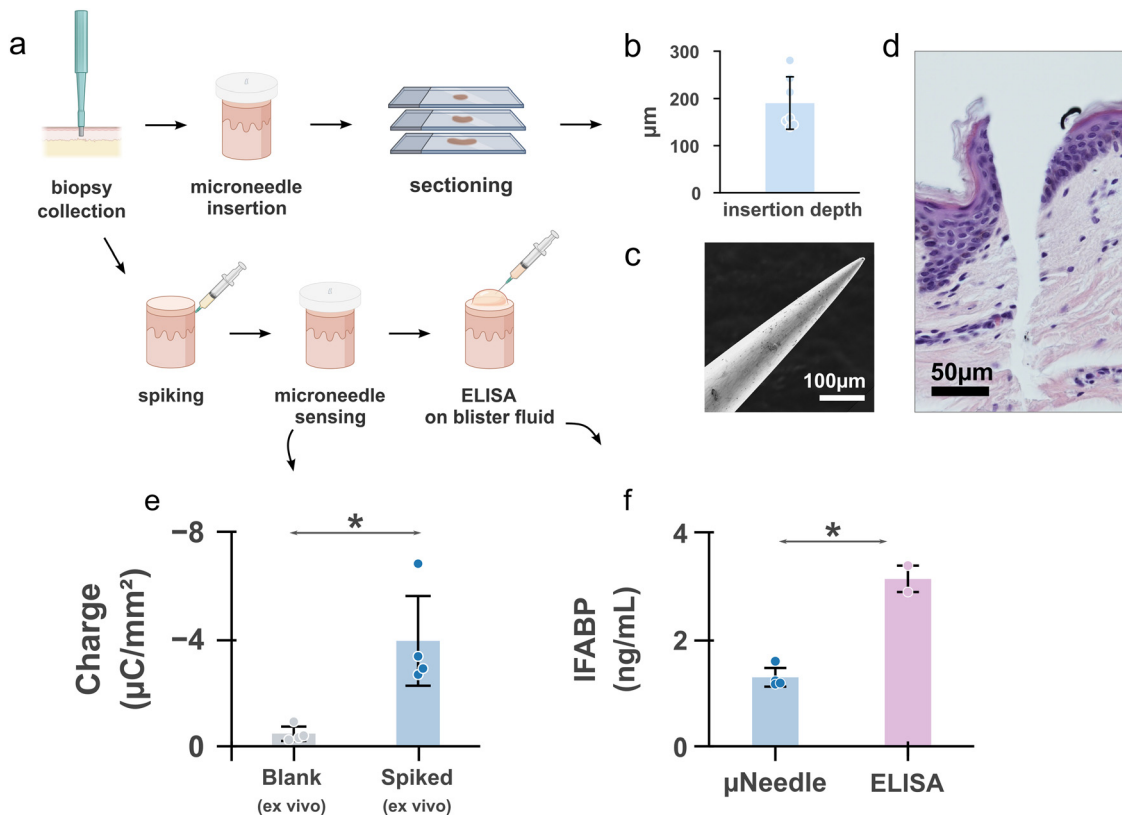 a
biopsy
collection
microneedle
insertion
sectioning
spiking
microneedle
sensing
ELISA
on blister fluid
b
300
200
100
0
µm
insertion depth
c
100µm
d
50µm
e
*
−8
−4
0
Charge
(µC/mm²)
Blank
(ex vivo)
Spiked
(ex vivo)
f
*
4
2
0
IFABP
(ng/mL)
µNeedle
ELISA